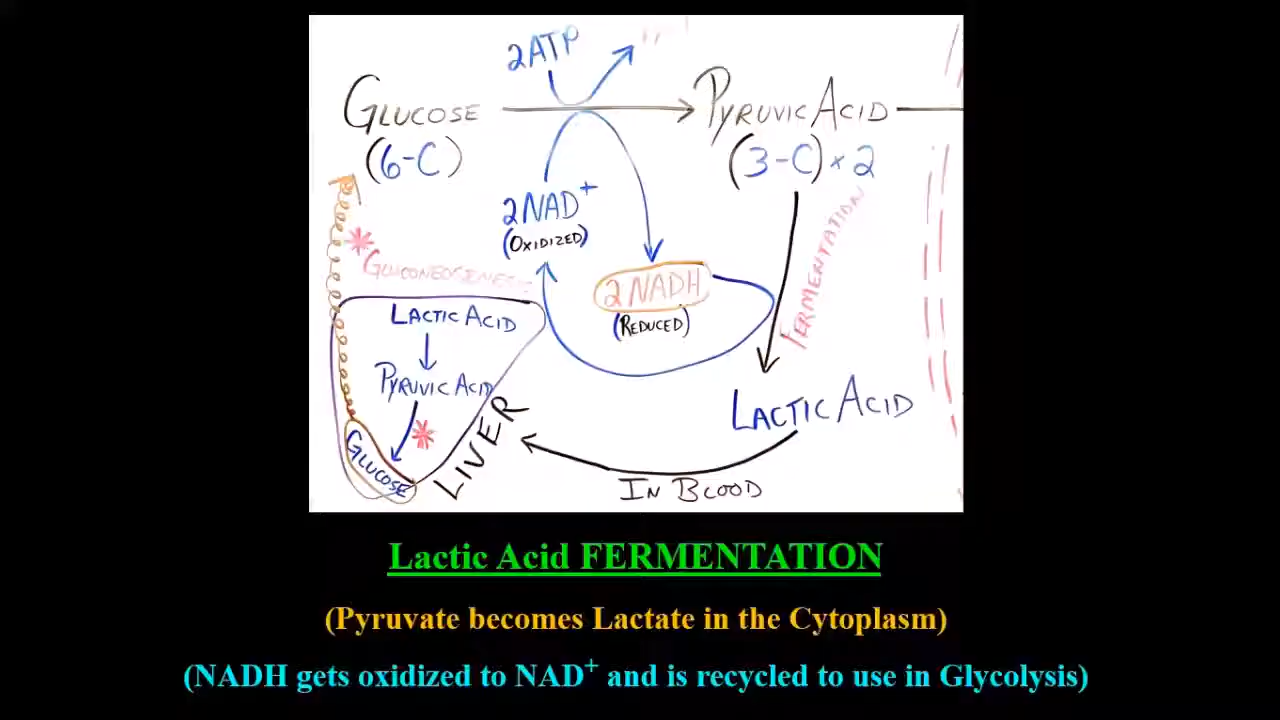 2ATP
GLUCOSE
PYRUVIC ACID
(6-C)
(3-C) × 2
2NAD+
(OXIDIZED)
FERMENTATION
*GLUCONEOGENESIS
2 NADH
(REDUCED)
LACTIC ACID
PYRUVIC ACID
*
GLUCOSE
LIVER
LACTIC ACID
IN BLOOD
Lactic Acid FERMENTATION
(Pyruvate becomes Lactate in the Cytoplasm)
(NADH gets oxidized to NAD+ and is recycled to use in Glycolysis)